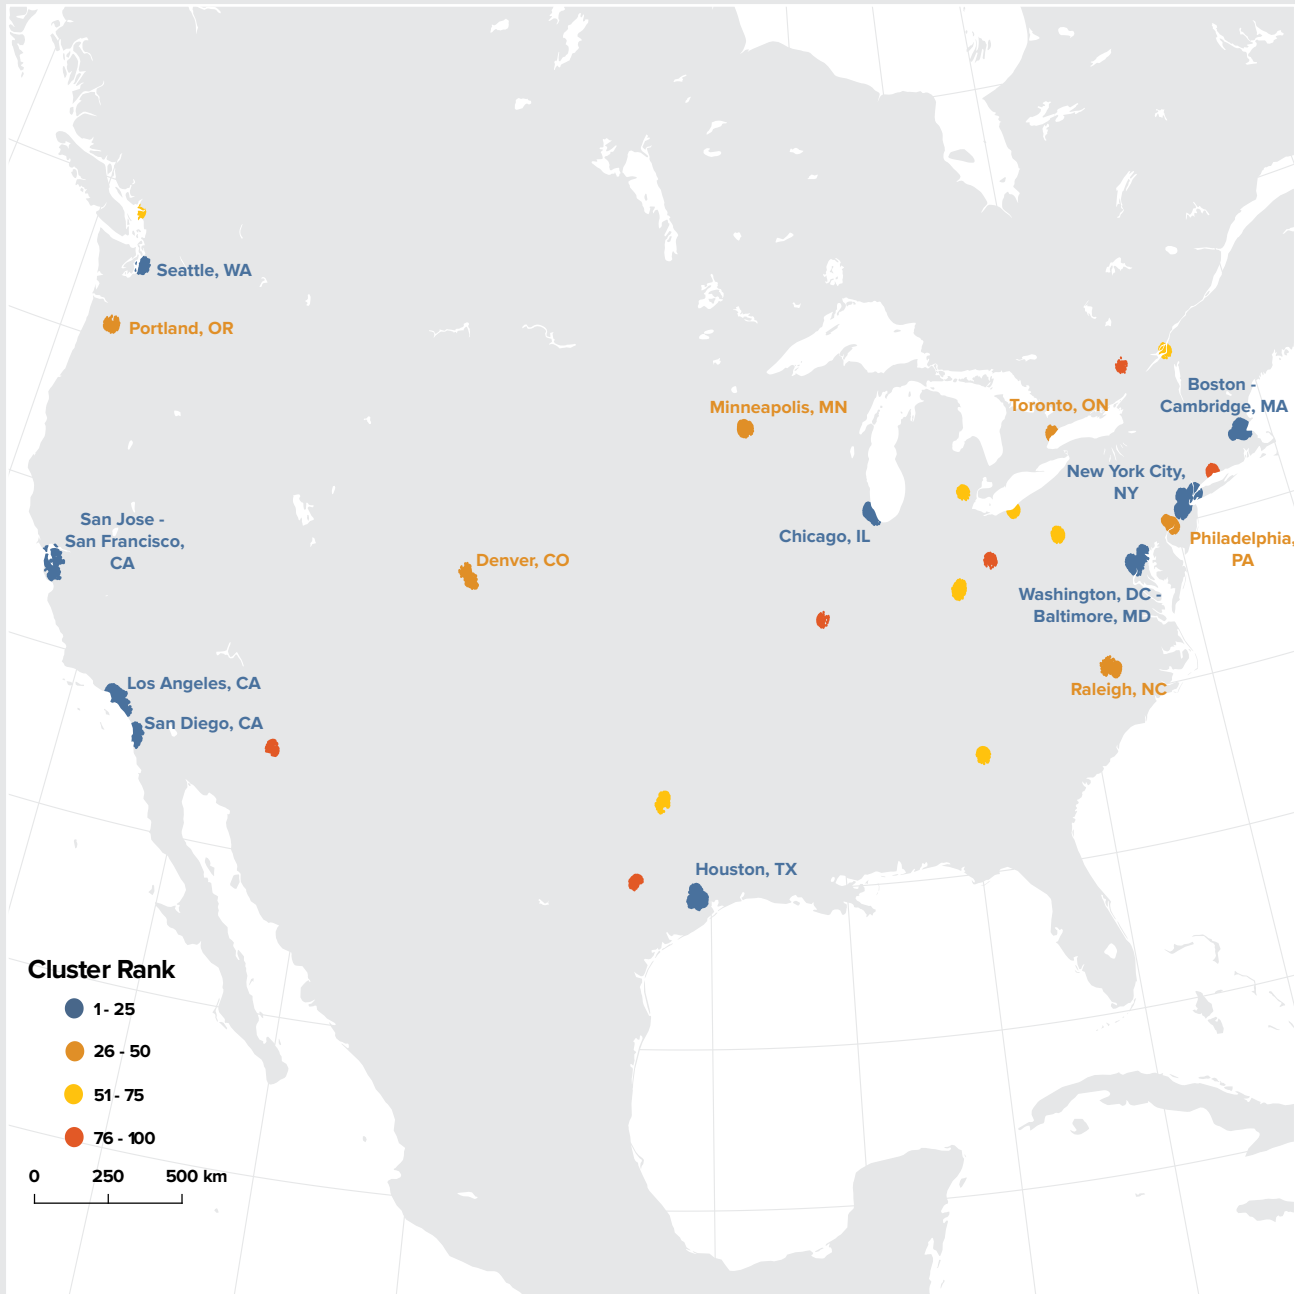 Seattle, WA
Portland, OR
Boston -
Cambridge, MA
Minneapolis, MN
Toronto, ON
New York City,
NY
San Jose -
San Francisco,
CA
Chicago, IL
Philadelphia,
PA
Denver, CO
Washington, DC -
Baltimore, MD
Los Angeles, CA
Raleigh, NC
San Diego, CA
Houston, TX
Cluster Rank
1 - 25
26 - 50
51 - 75
76 - 100
0 250 500 km